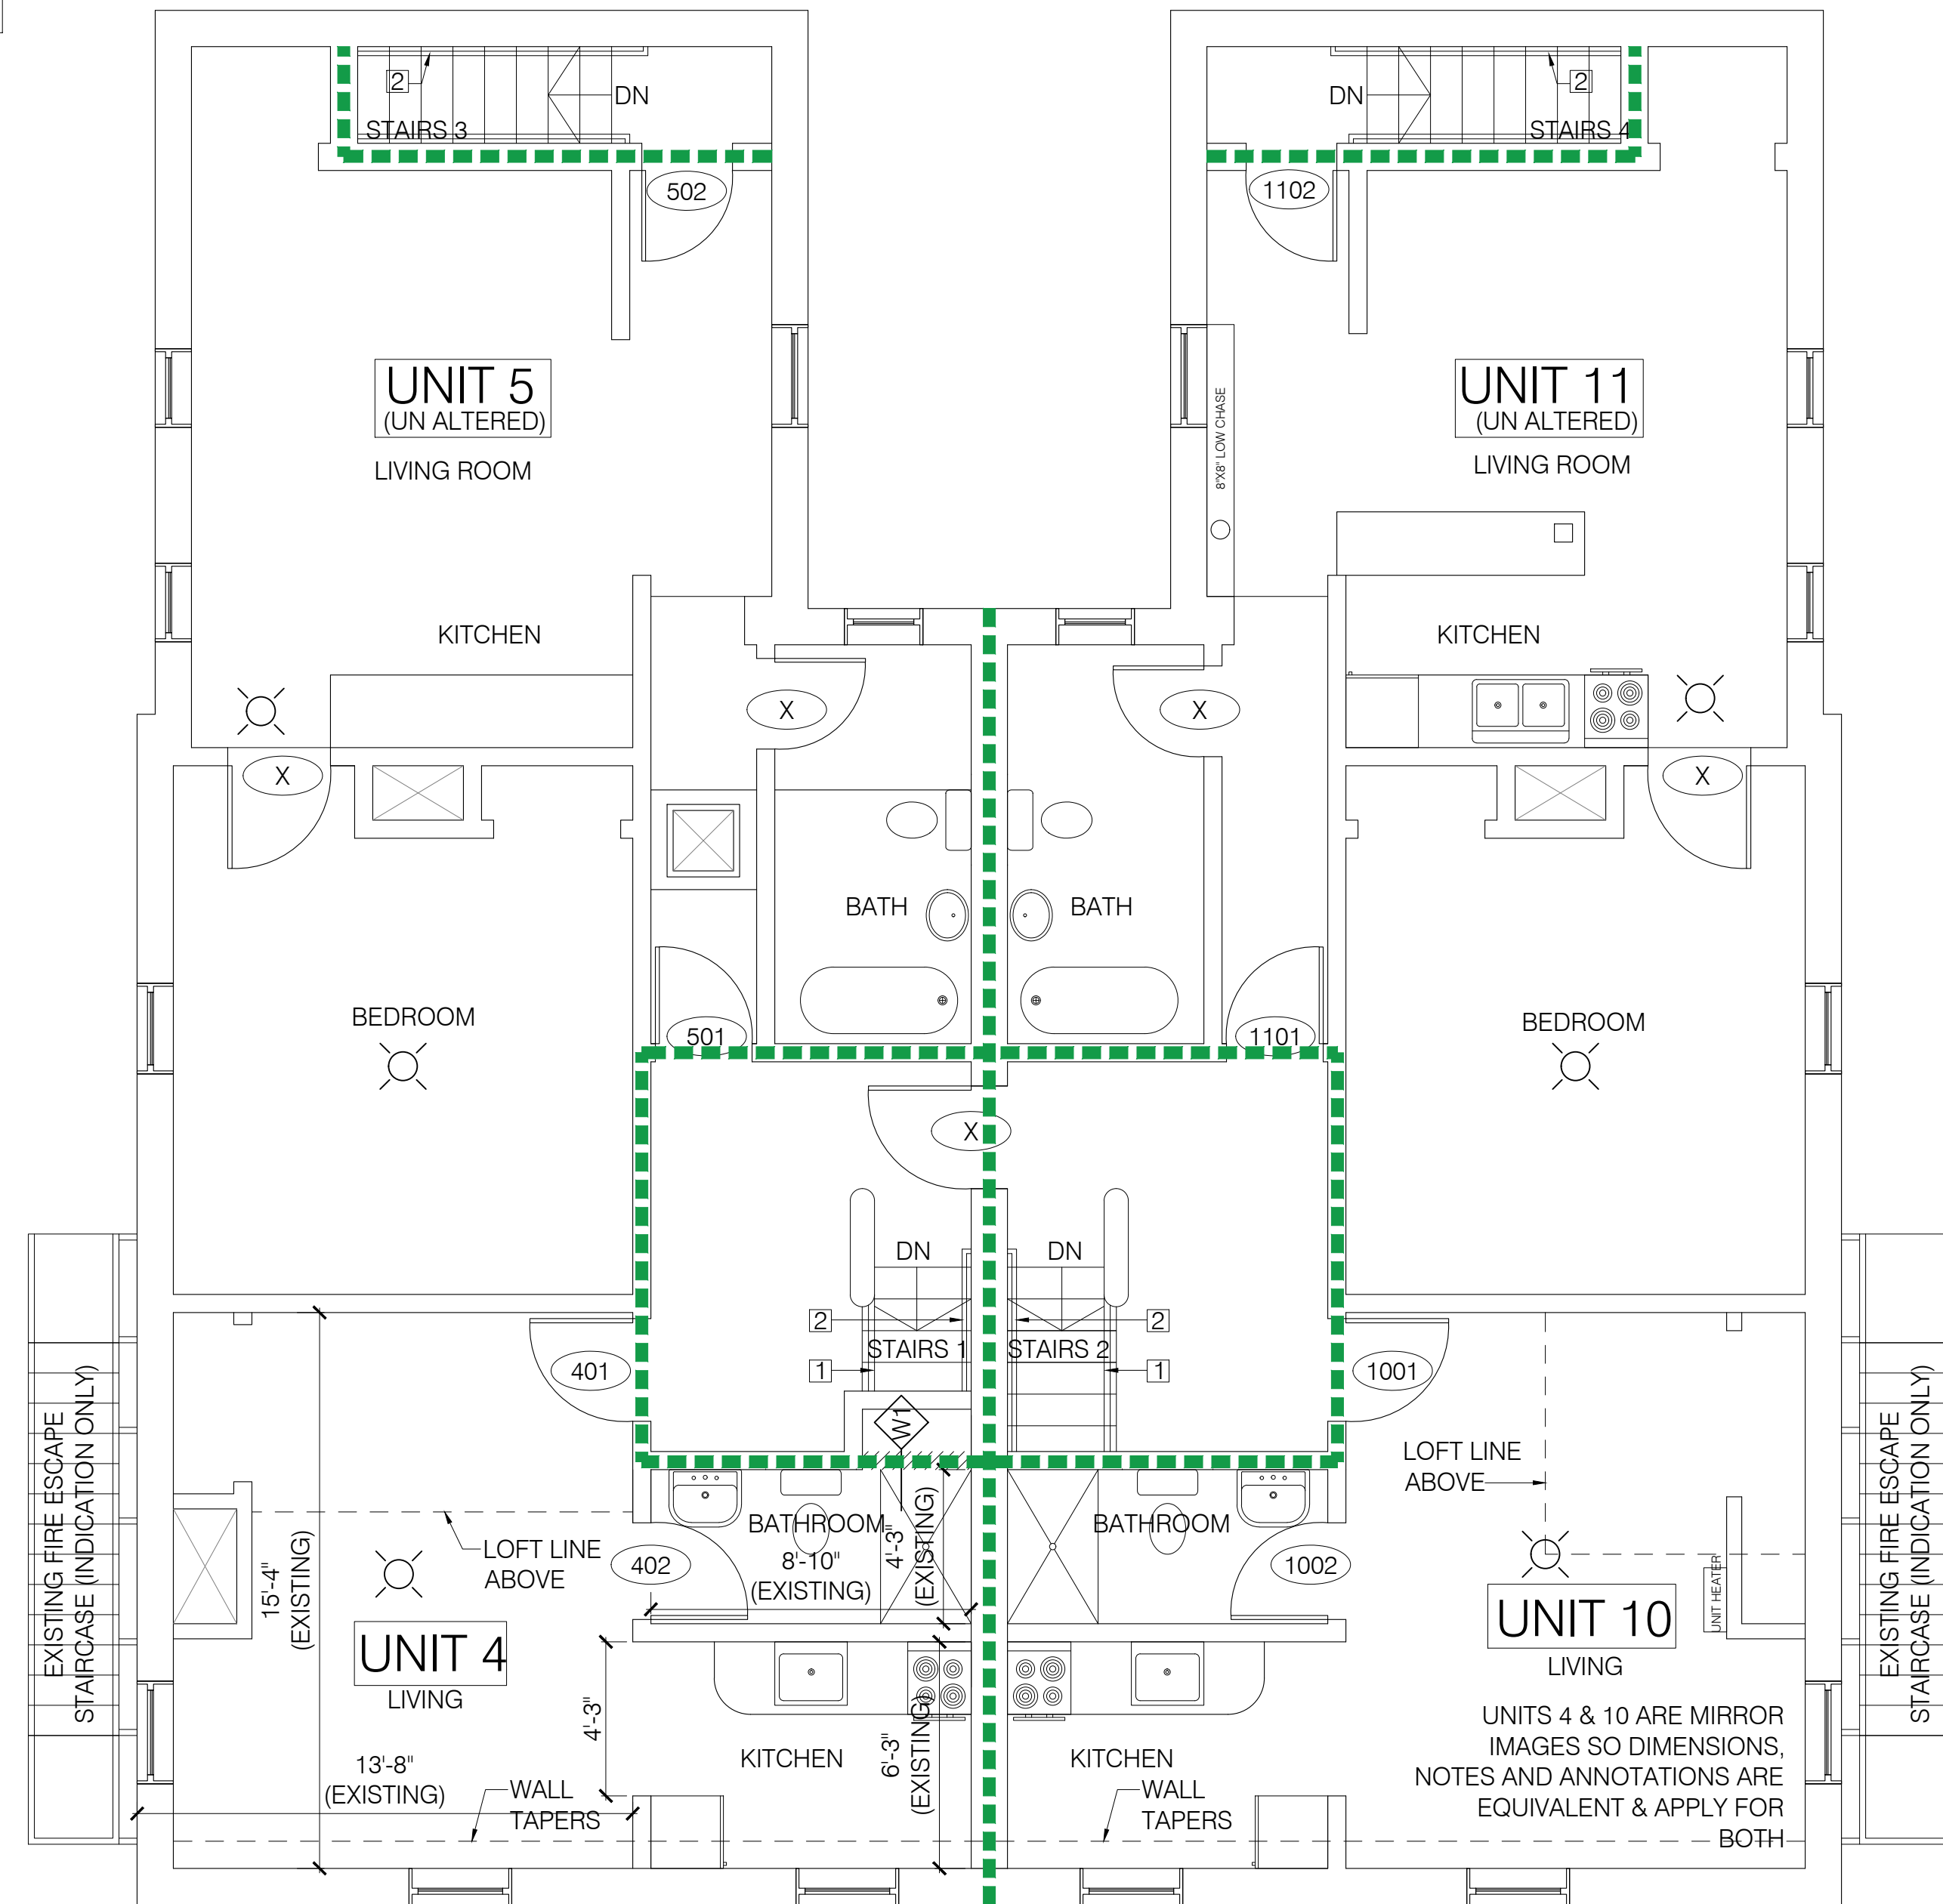 2
DN
DN
2
STAIRS 3
STAIRS 4
502
1102
UNIT 5
(UN ALTERED)
UNIT 11
(UN ALTERED)
8"X8" LOW CHASE
LIVING ROOM
LIVING ROOM
KITCHEN
KITCHEN
X
X
X
X
BATH
BATH
BEDROOM
501
1101
BEDROOM
X
DN
DN
2
2
STAIRS 1
STAIRS 2
401
1
1
1001
W1
EXISTING FIRE ESCAPE
STAIRCASE (INDICATION ONLY)
LOFT LINE
ABOVE
EXISTIING FIRE ESCAPE
STAIRCASE (INDICATION ONLY)
BATHROOM
BATHROOM
LOFT LINE
ABOVE
402
8'-10"
(EXISTING)
4'-3"
(EXISTING)
1002
15'-4"
(EXISTING)
UNIT HEATER
UNIT 4
LIVING
UNIT 10
LIVING
4'-3"
6'-3"
(EXISTING)
KITCHEN
KITCHEN
UNITS 4 & 10 ARE MIRROR
IMAGES SO DIMENSIONS,
NOTES AND ANNOTATIONS ARE
EQUIVALENT & APPLY FOR
BOTH
13'-8"
(EXISTING)
WALL
TAPERS
WALL
TAPERS